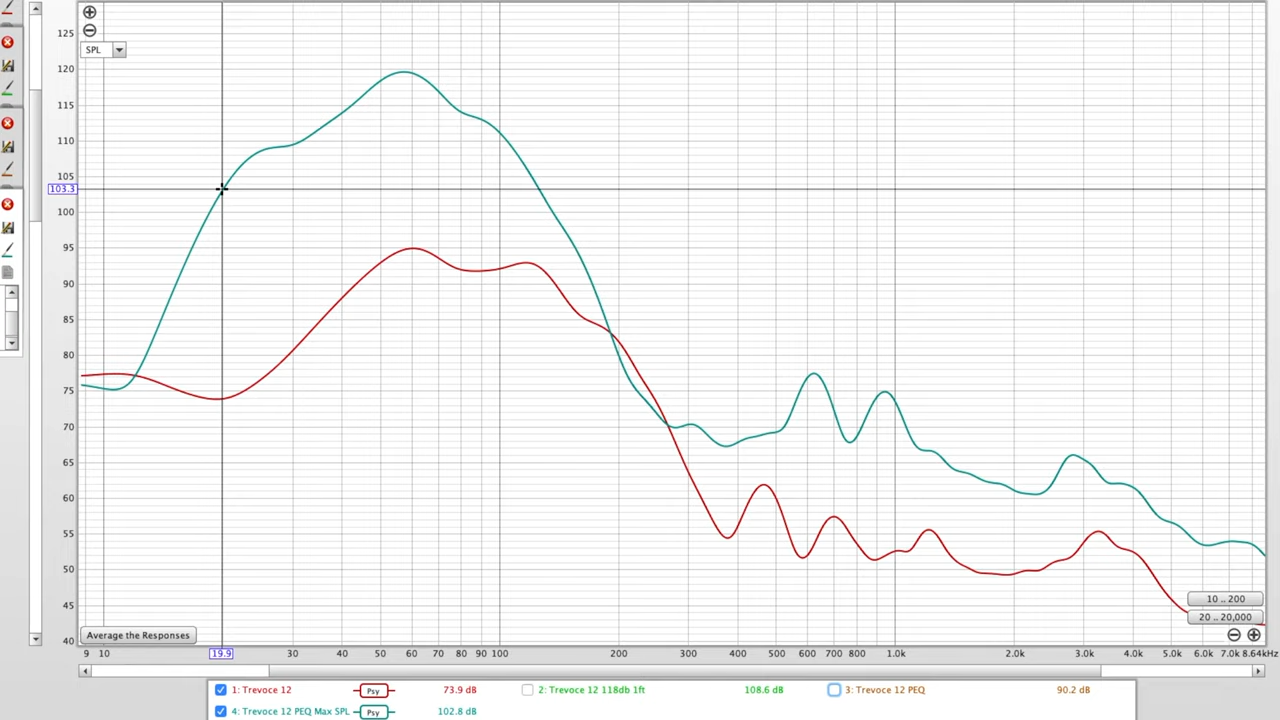 125
SPL
120
115
110
105
103.3
100
95
90
85
80
75
70
65
60
55
50
10 .. 200
45
20 .. 20,000
Average the Responses
40
9 10 19.9 30 40 50 60 70 80 90 100 200 300 400 500 600 700 800 1.0k 2.0k 3.0k 4.0k 5.0k 6.0k 7.0k 8.64kHz
1: Trevoce 12 Psy 73.9 dB 2: Trevoce 12 118db 1ft 108.6 dB 3: Trevoce 12 PEQ 90.2 dB
4: Trevoce 12 PEQ Max SPL Psy 102.8 dB